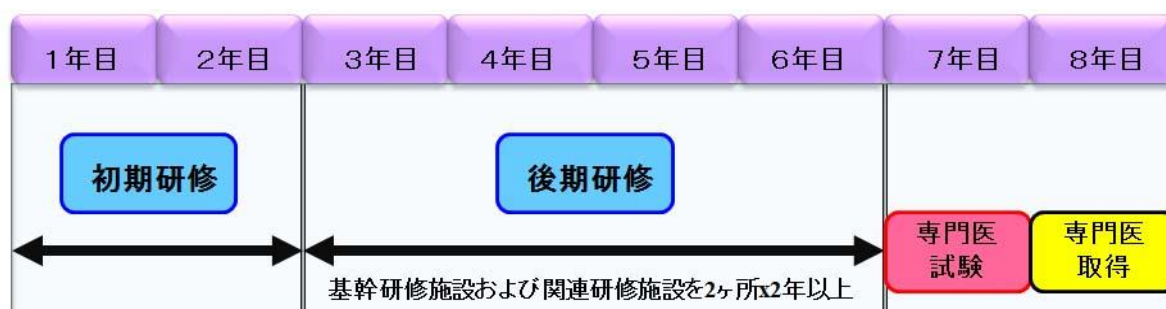 1年目 2年目 3年目 4年目 5年目 6年目 7年目 8年目
初期研修 後期研修
専門医 専門医
試験 取得
基幹研修施設および関連研修施設を2ヶ所x2年以上